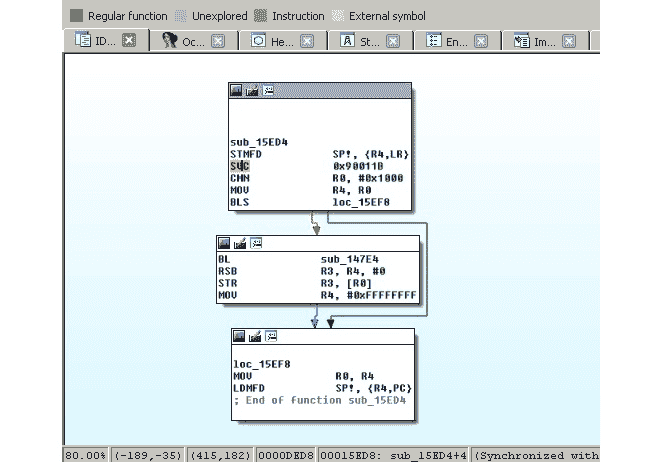 Regular function Unexplored Instruction External symbol
ID... Oc... He... St... En... Im...
sub_15ED4
STMFD SP!, {R4,LR}
SVC 0x90011B
CMN R0, #0x1000
MOV R4, R0
BLS loc_15EF8
BL sub_147E4
RSB R3, R4, #0
STR R3, [R0]
MOV R4, #0xFFFFFFFF
loc_15EF8
MOV R0, R4
LDMFD SP!, {R4,PC}
; End of function sub_15ED4
80.00% (-189,-35) (415,182) 0000DED8 00015ED8: sub_15ED4+4 (Synchronized with